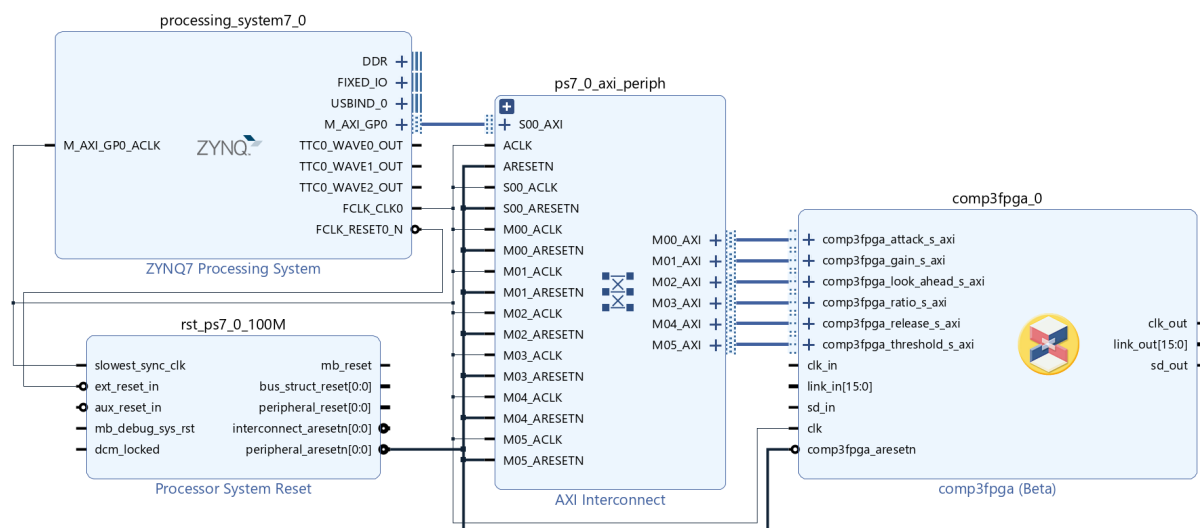 processing_system7_0
DDR
FIXED_IO
USBIND_0
M_AXI_GP0
M_AXI_GP0_ACLK
ZYNQ
TTC0_WAVE0_OUT
TTC0_WAVE1_OUT
TTC0_WAVE2_OUT
FCLK_CLK0
FCLK_RESET0_N
ZYNQ7 Processing System
rst_ps7_0_100M
slowest_sync_clk
ext_reset_in
aux_reset_in
mb_debug_sys_rst
dcm_locked
mb_reset
bus_struct_reset[0:0]
peripheral_reset[0:0]
interconnect_aresetn[0:0]
peripheral_aresetn[0:0]
Processor System Reset
ps7_0_axi_periph
S00_AXI
ACLK
ARESETN
S00_ACLK
S00_ARESETN
M00_ACLK
M00_ARESETN
M01_ACLK
M01_ARESETN
M02_ACLK
M02_ARESETN
M03_ACLK
M03_ARESETN
M04_ACLK
M04_ARESETN
M05_ACLK
M05_ARESETN
M00_AXI
M01_AXI
M02_AXI
M03_AXI
M04_AXI
M05_AXI
AXI Interconnect
comp3fpga_0
comp3fpga_attack_s_axi
comp3fpga_gain_s_axi
comp3fpga_look_ahead_s_axi
comp3fpga_ratio_s_axi
comp3fpga_release_s_axi
comp3fpga_threshold_s_axi
clk_in
link_in[15:0]
sd_in
clk
comp3fpga_aresetn
clk_out
link_out[15:0]
sd_out
comp3fpga (Beta)